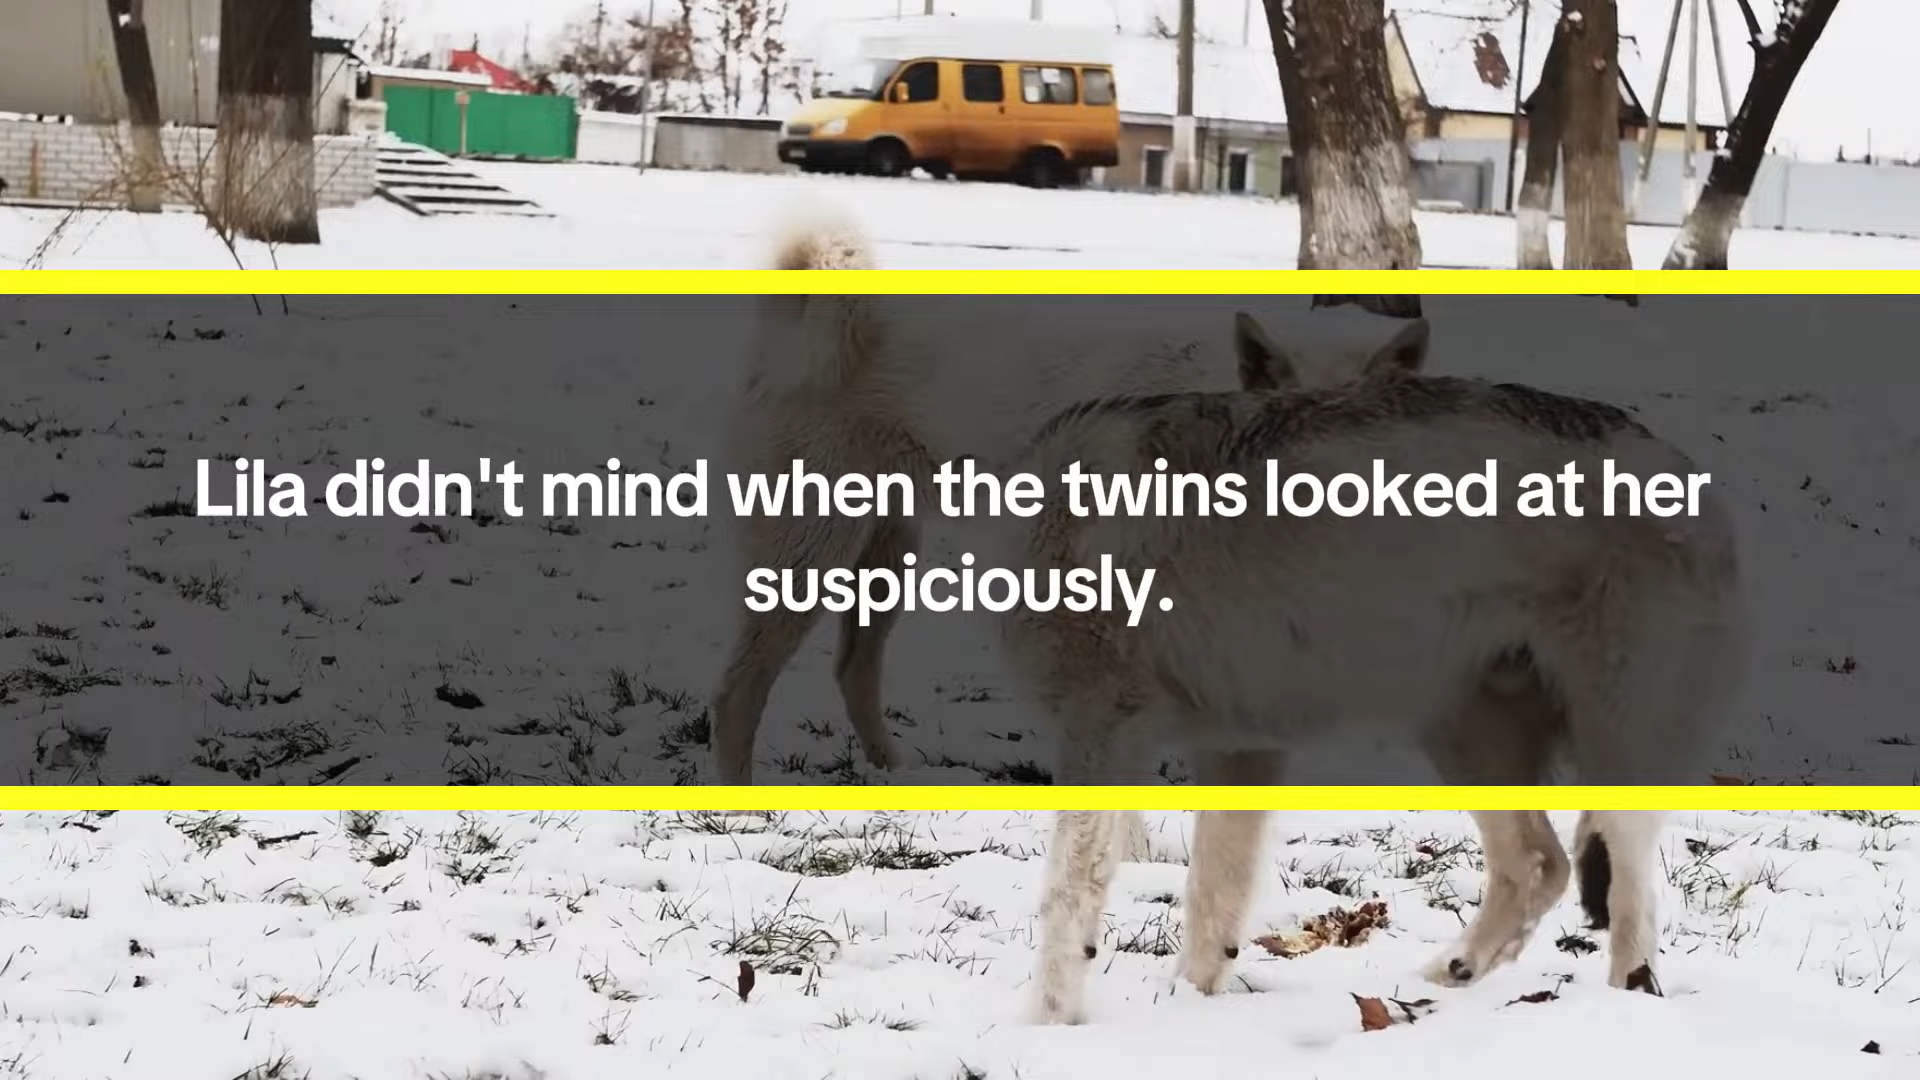 Lila didn't mind when the twins looked at her
suspiciously.